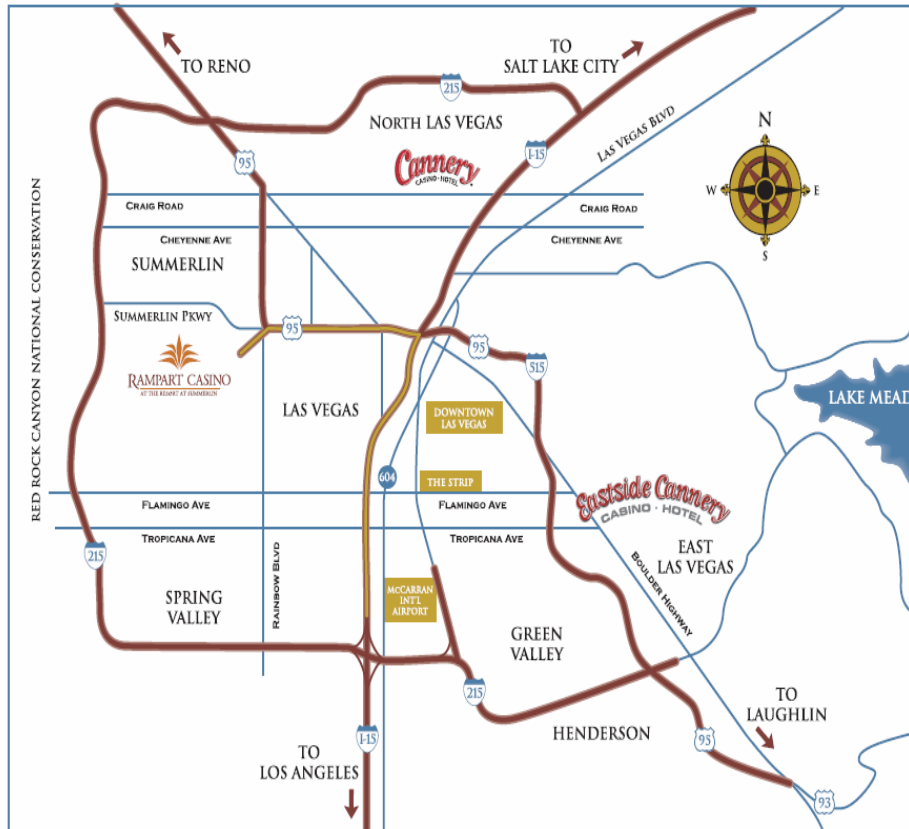 TO RENO
TO
SALT LAKE CITY
215
NORTH LAS VEGAS
LAS VEGAS BLVD
N
I-15
95
Cannery
CASINO · HOTEL
W
E
S
CRAIG ROAD
CRAIG ROAD
CHEYENNE AVE
CHEYENNE AVE
RED ROCK CANYON NATIONAL CONSERVATION
SUMMERLIN
SUMMERLIN PKWY
95
95
515
RAMPART CASINO
AT THE RESORT AT SUMMERLIN
LAS VEGAS
DOWNTOWN
LAS VEGAS
LAKE MEAD
604
THE STRIP
Eastside Cannery
CASINO · HOTEL
FLAMINGO AVE
FLAMINGO AVE
TROPICANA AVE
TROPICANA AVE
EAST
LAS VEGAS
215
RAINBOW BLVD
BOULDER HIGHWAY
SPRING
VALLEY
MCCARRAN
INT'L
AIRPORT
GREEN
VALLEY
215
TO
LAUGHLIN
HENDERSON
I-15
95
TO
LOS ANGELES
93